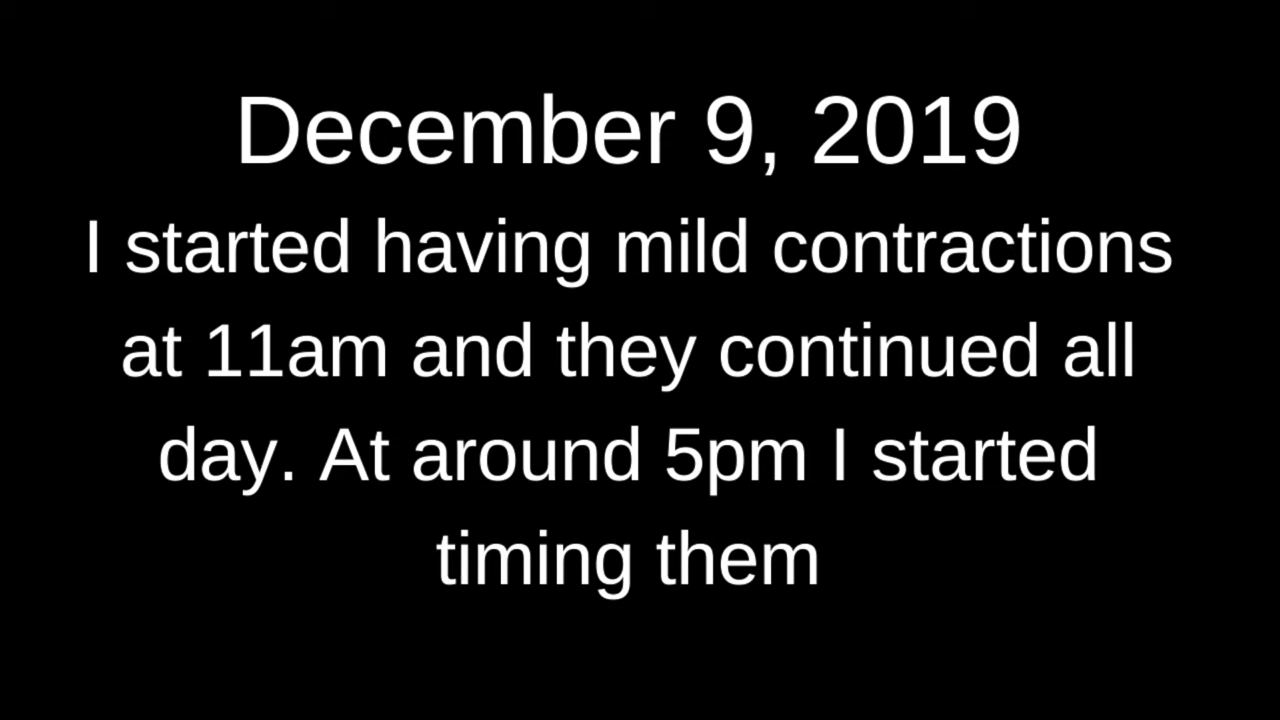 December 9, 2019
I started having mild contractions
at 11am and they continued all
day. At around 5pm I started
timing them